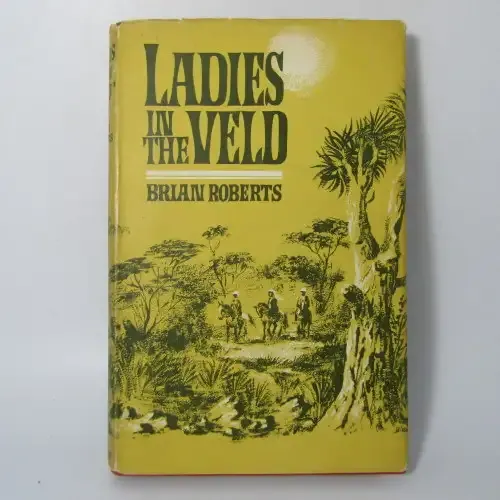 LADIES
IN
THE VELD
BRIAN ROBERTS